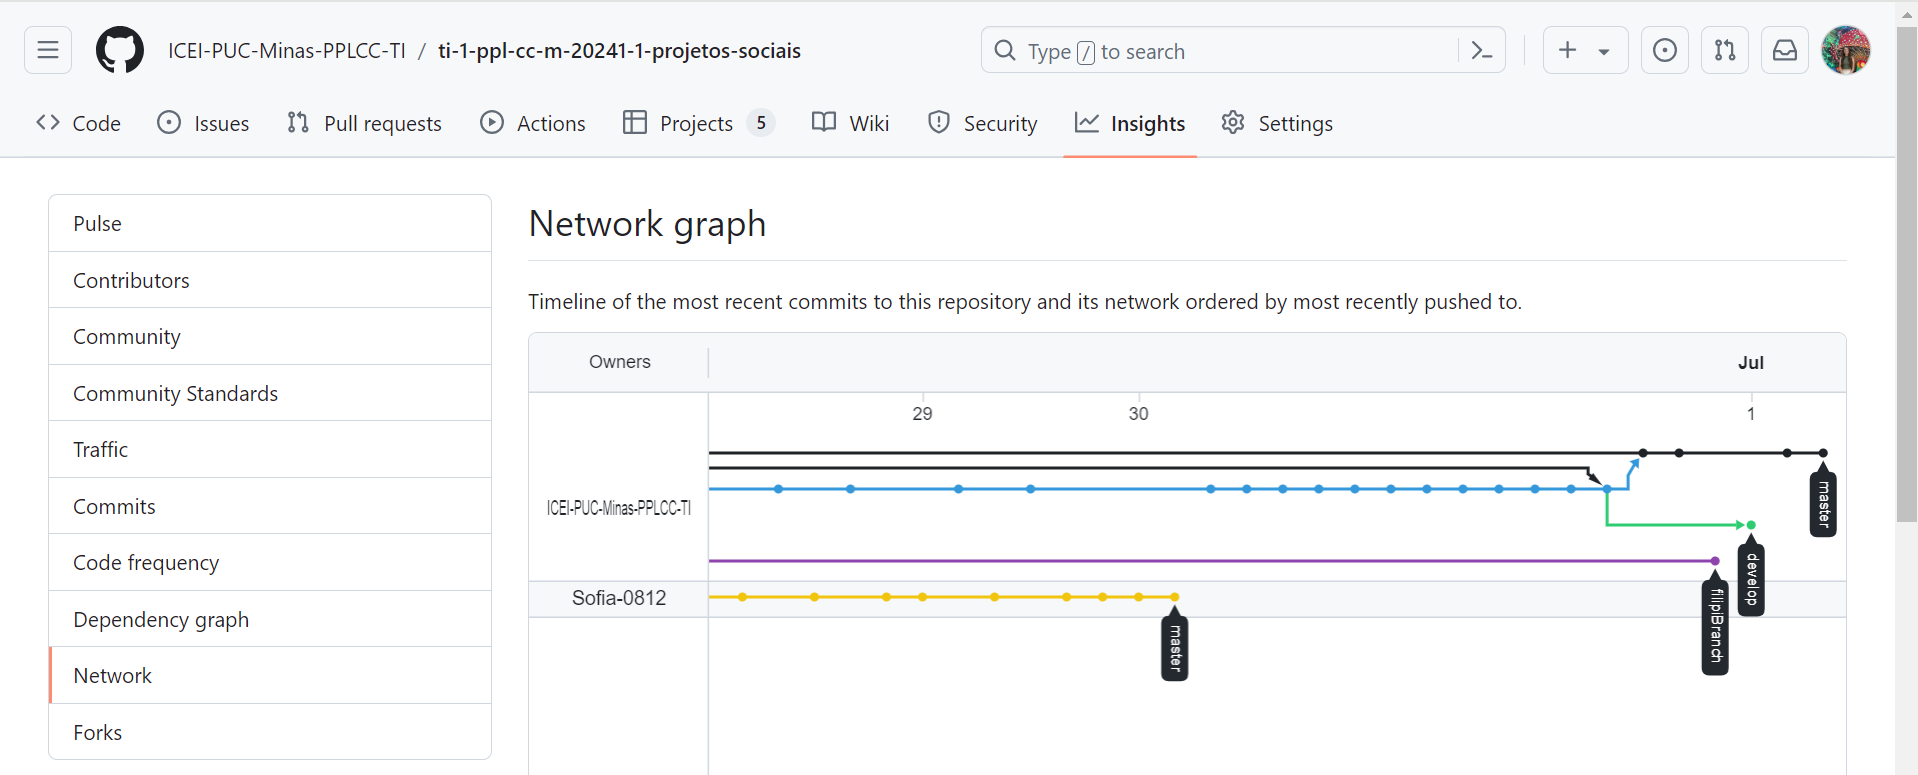 ICEI-PUC-Minas-PPLCC-TI / ti-1-ppl-cc-m-20241-1-projetos-sociais
Type / to search
Code Issues Pull requests Actions Projects 5 Wiki Security Insights Settings
Pulse
Contributors
Community
Community Standards
Traffic
Commits
Code frequency
Dependency graph
Network
Forks
Network graph
Timeline of the most recent commits to this repository and its network ordered by most recently pushed to.
Owners Jul
29 30 1
ICEI-PUC-Minas-PPLCC-TI
master
develop
filipiBranch
Sofia-0812
master